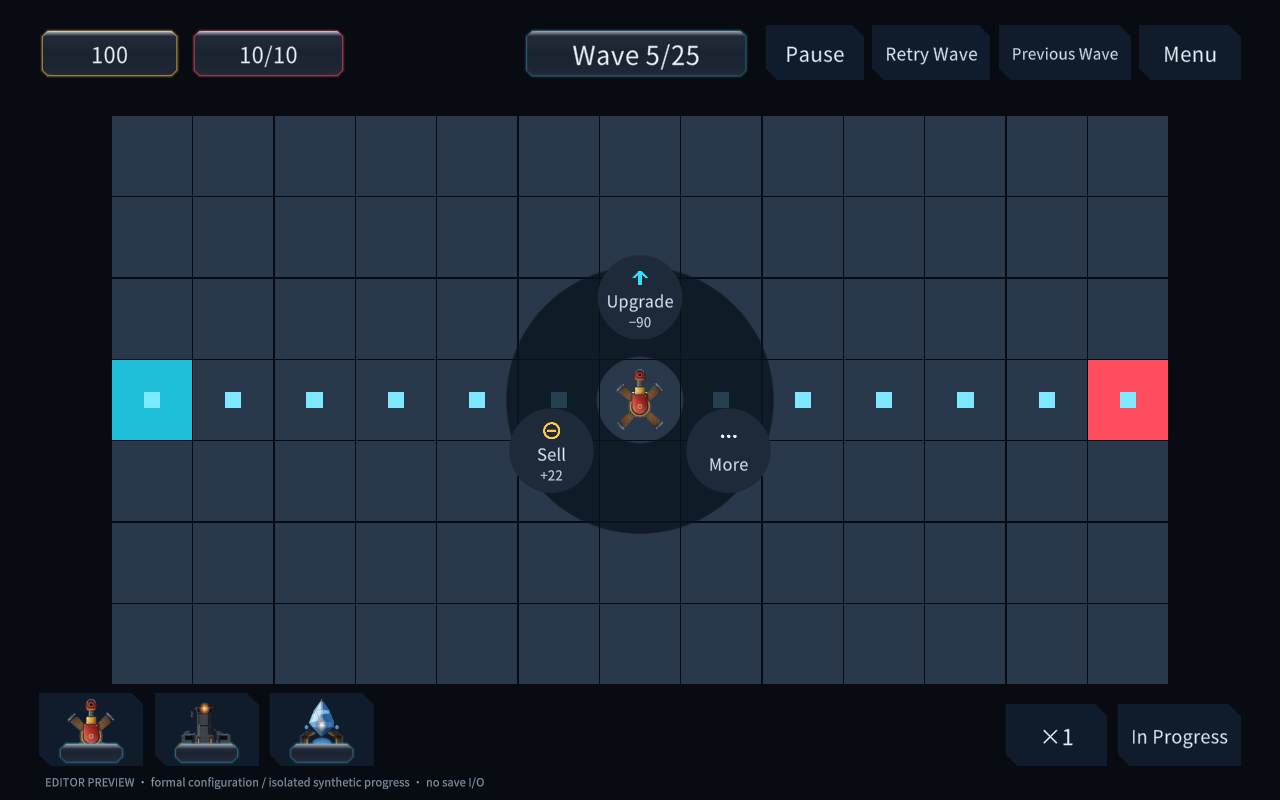 100
10/10
Wave 5/25
Pause
Retry Wave
Previous Wave
Menu
Upgrade
−90
Sell
+22
More
×1
In Progress
EDITOR PREVIEW · formal configuration / isolated synthetic progress · no save I/O